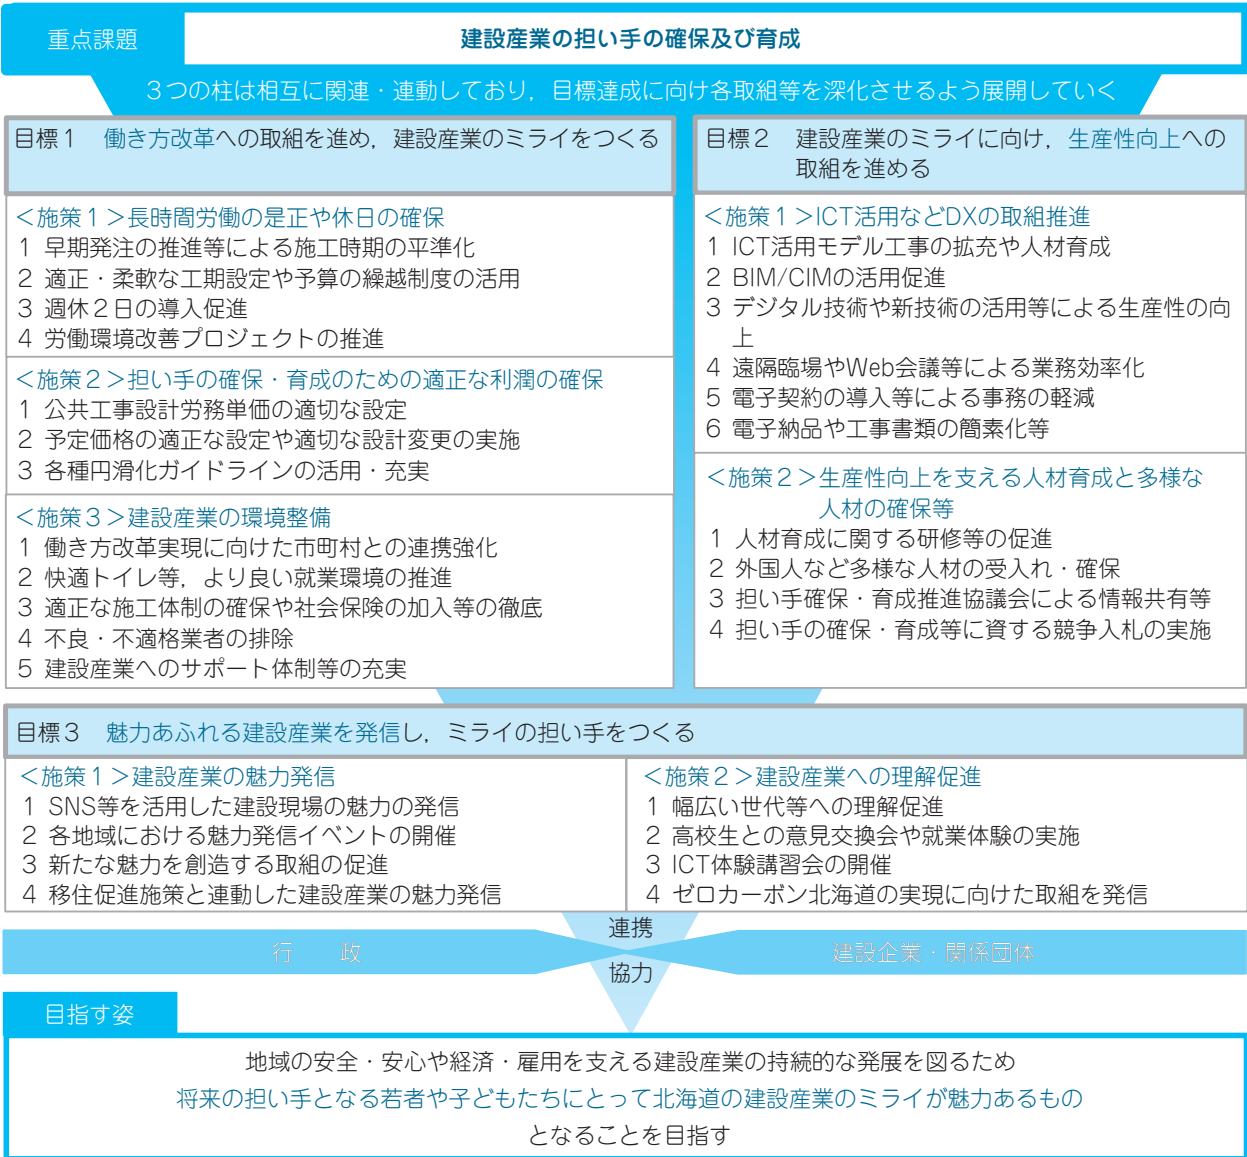 重点課題
建設産業の担い手の確保及び育成
３つの柱は相互に関連・連動しており，目標達成に向け各取組等を深化させるよう展開していく
目標１　働き方改革への取組を進め，建設産業のミライをつくる
＜施策１＞長時間労働の是正や休日の確保
1 早期発注の推進等による施工時期の平準化
2 適正・柔軟な工期設定や予算の繰越制度の活用
3 週休２日の導入促進
4 労働環境改善プロジェクトの推進
＜施策２＞担い手の確保・育成のための適正な利潤の確保
1 公共工事設計労務単価の適切な設定
2 予定価格の適正な設定や適切な設計変更の実施
3 各種円滑化ガイドラインの活用・充実
＜施策３＞建設産業の環境整備
1 働き方改革実現に向けた市町村との連携強化
2 快適トイレ等，より良い就業環境の推進
3 適正な施工体制の確保や社会保険の加入等の徹底
4 不良・不適格業者の排除
5 建設産業へのサポート体制等の充実
目標２　建設産業のミライに向け，生産性向上への
取組を進める
＜施策１＞ICT活用などDXの取組推進
1 ICT活用モデル工事の拡充や人材育成
2 BIM/CIMの活用促進
3 デジタル技術や新技術の活用等による生産性の向
上
4 遠隔臨場やWeb会議等による業務効率化
5 電子契約の導入等による事務の軽減
6 電子納品や工事書類の簡素化等
＜施策２＞生産性向上を支える人材育成と多様な
人材の確保等
1 人材育成に関する研修等の促進
2 外国人など多様な人材の受入れ・確保
3 担い手確保・育成推進協議会による情報共有等
4 担い手の確保・育成等に資する競争入札の実施
目標３　魅力あふれる建設産業を発信し，ミライの担い手をつくる
＜施策１＞建設産業の魅力発信
1 SNS等を活用した建設現場の魅力の発信
2 各地域における魅力発信イベントの開催
3 新たな魅力を創造する取組の促進
4 移住促進施策と連動した建設産業の魅力発信
＜施策２＞建設産業への理解促進
1 幅広い世代等への理解促進
2 高校生との意見交換会や就業体験の実施
3 ICT体験講習会の開催
4 ゼロカーボン北海道の実現に向けた取組を発信
連携
行　　政
建設企業・関係団体
協力
目指す姿
地域の安全・安心や経済・雇用を支える建設産業の持続的な発展を図るため
将来の担い手となる若者や子どもたちにとって北海道の建設産業のミライが魅力あるもの
となることを目指す